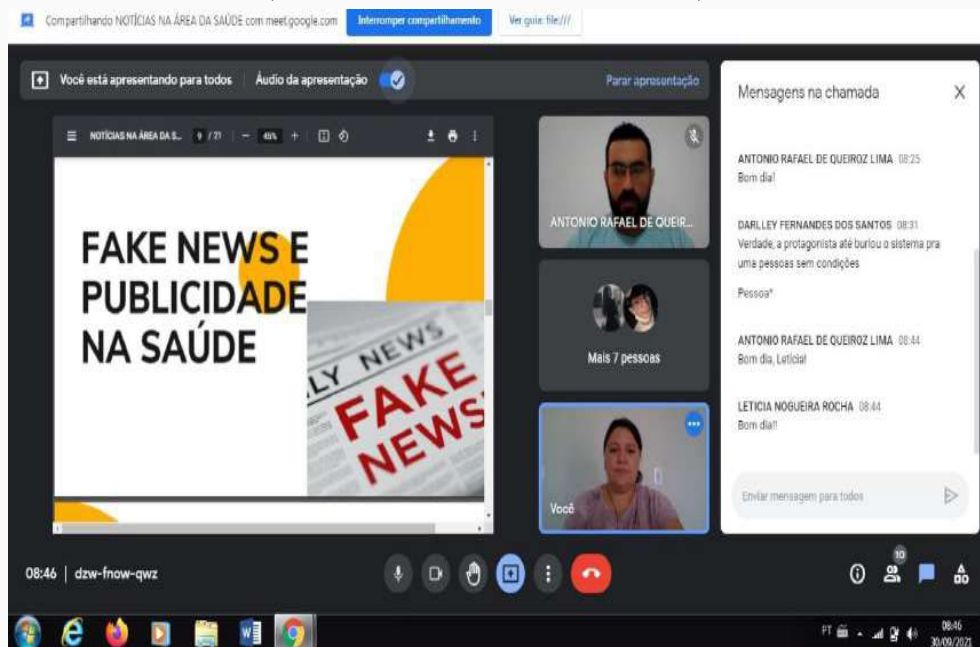 Compartilhando NOTÍCIAS NA ÁREA DA SAÚDE com meet.google.com
Interromper compartilhamento
Ver guia: file:///
Você está apresentando para todos
Áudio da apresentação
Parar apresentação
NOTÍCIAS NA ÁREA DA S...
9 / 21
45%
FAKE NEWS E
PUBLICIDADE
NA SAÚDE
LY NEWS
FAKE
NEWS
ANTONIO RAFAEL DE QUEIR...
Mais 7 pessoas
Você
Mensagens na chamada
ANTONIO RAFAEL DE QUEIROZ LIMA 08:25
Bom dia!
DARLLEY FERNANDES DOS SANTOS 08:31
Verdade, a protagonista até burlou o sistema pra
uma pessoas sem condições
Pessoa*
ANTONIO RAFAEL DE QUEIROZ LIMA 08:44
Bom dia, Letícia!
LETICIA NOGUEIRA ROCHA 08:44
Bom dia!!
Enviar mensagem para todos
08:46 | dzw-fnow-qwz
10
PT
08:46
30/09/2021